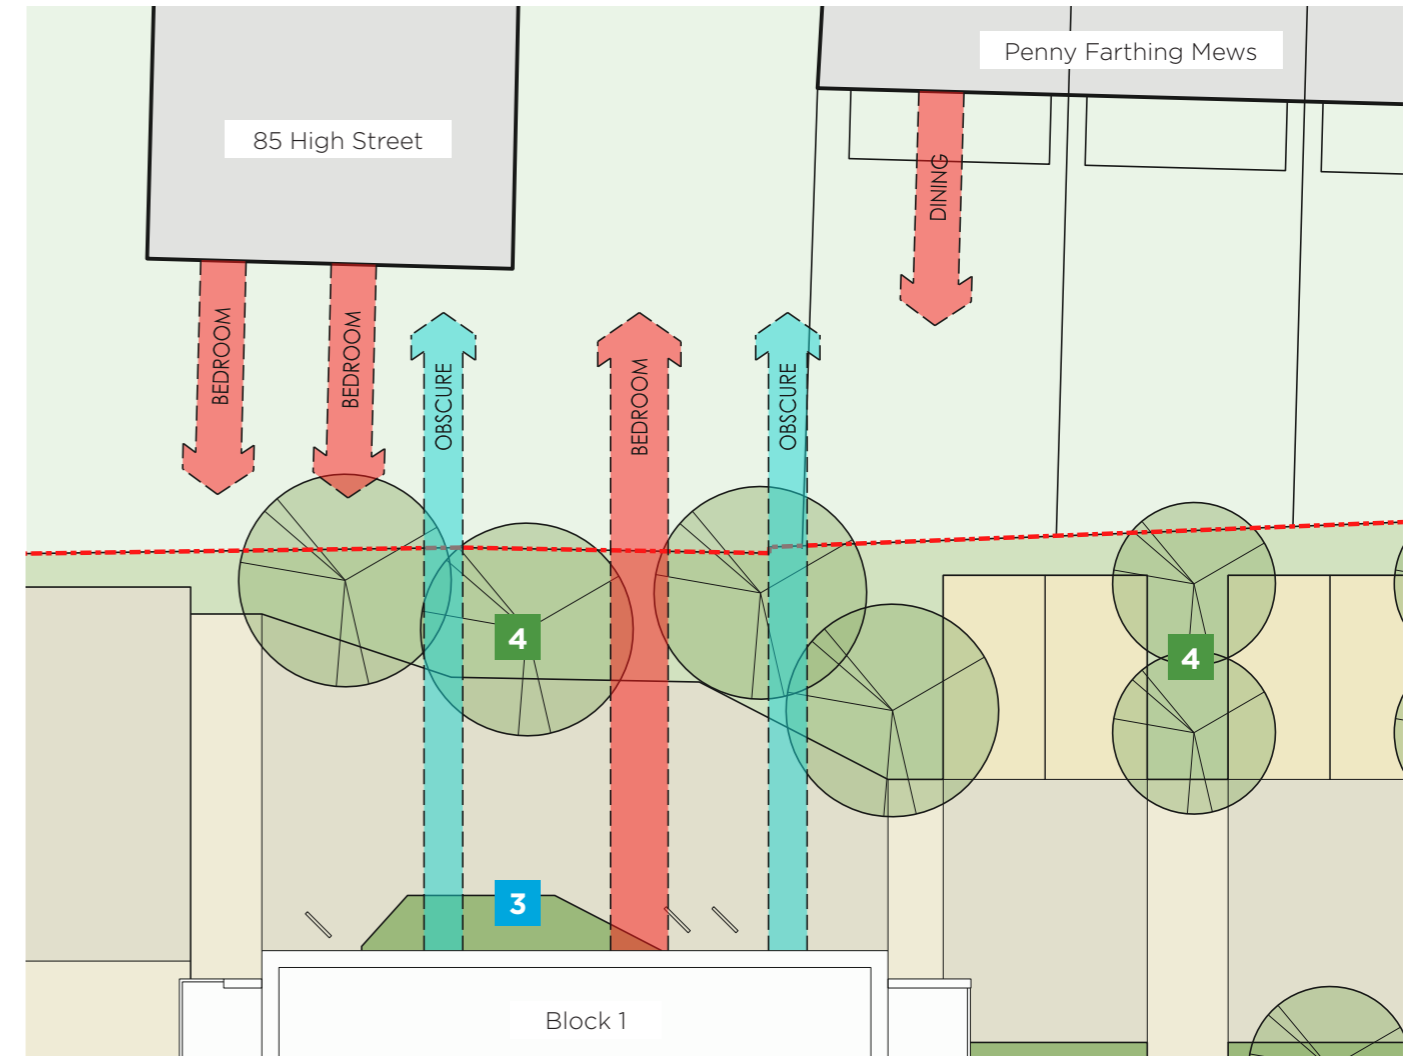 Penny Farthing Mews
85 High Street
DINING
BEDROOM
BEDROOM
OBSCURE
BEDROOM
OBSCURE
4
4
3
Block 1